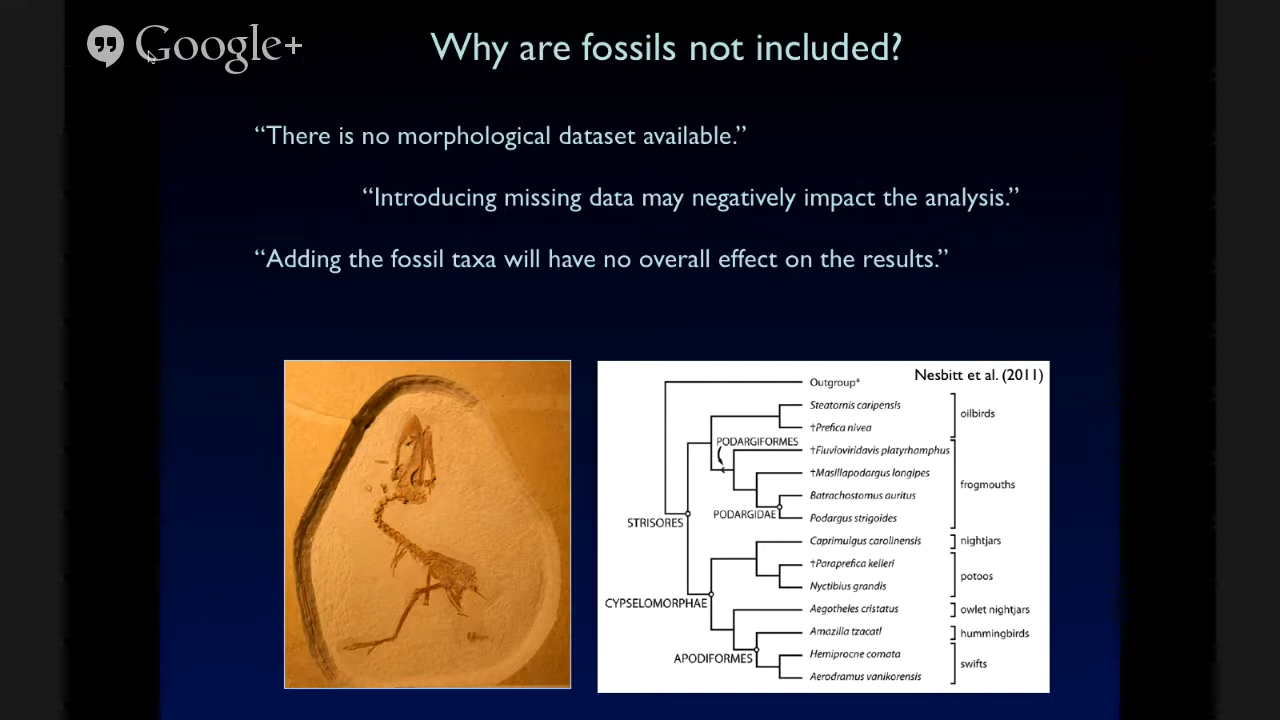 Google+
Why are fossils not included?
“There is no morphological dataset available.”
“Introducing missing data may negatively impact the analysis.”
“Adding the fossil taxa will have no overall effect on the results.”
Nesbitt et al. (2011)
Outgroup*
Steatornis caripensis
oilbirds
†Prefica nivea
PODARGIFORMES
†Fluvioviridavis platyrhamphus
†Masillapodargus longipes
frogmouths
Batrachostomus auritus
PODARGIDAE
Podargus strigoides
STRISORES
Caprimulgus carolinensis
nightjars
†Paraprefica kelleri
potoos
Nyctibius grandis
CYPSELOMORPHAE
Aegotheles cristatus
owlet nightjars
Amazilla tzacatl
hummingbirds
APODIFORMES
Hemiprocne comata
swifts
Aerodramus vanikorensis